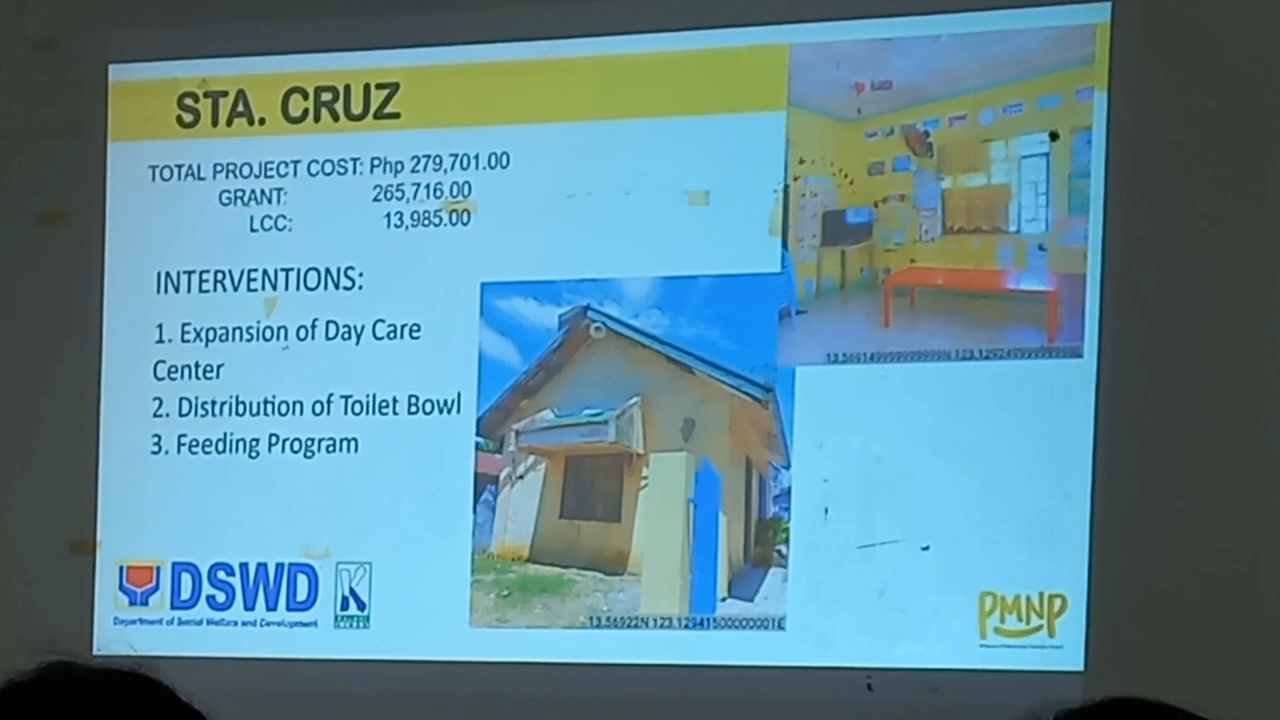 STA. CRUZ
TOTAL PROJECT COST: Php 279,701.00
GRANT: 265,716.00
LCC: 13,985.00
INTERVENTIONS:
1. Expansion of Day Care
Center
2. Distribution of Toilet Bowl
3. Feeding Program
13.56922N 123.12941500000001E
DSWD
Department of Social Welfare and Development
PMNP